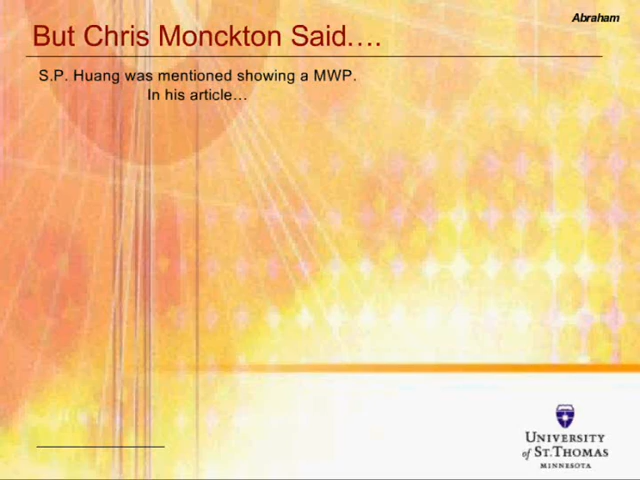 Abraham
But Chris Monckton Said….
S.P. Huang was mentioned showing a MWP.
In his article…
UNIVERSITY
of ST.THOMAS
MINNESOTA